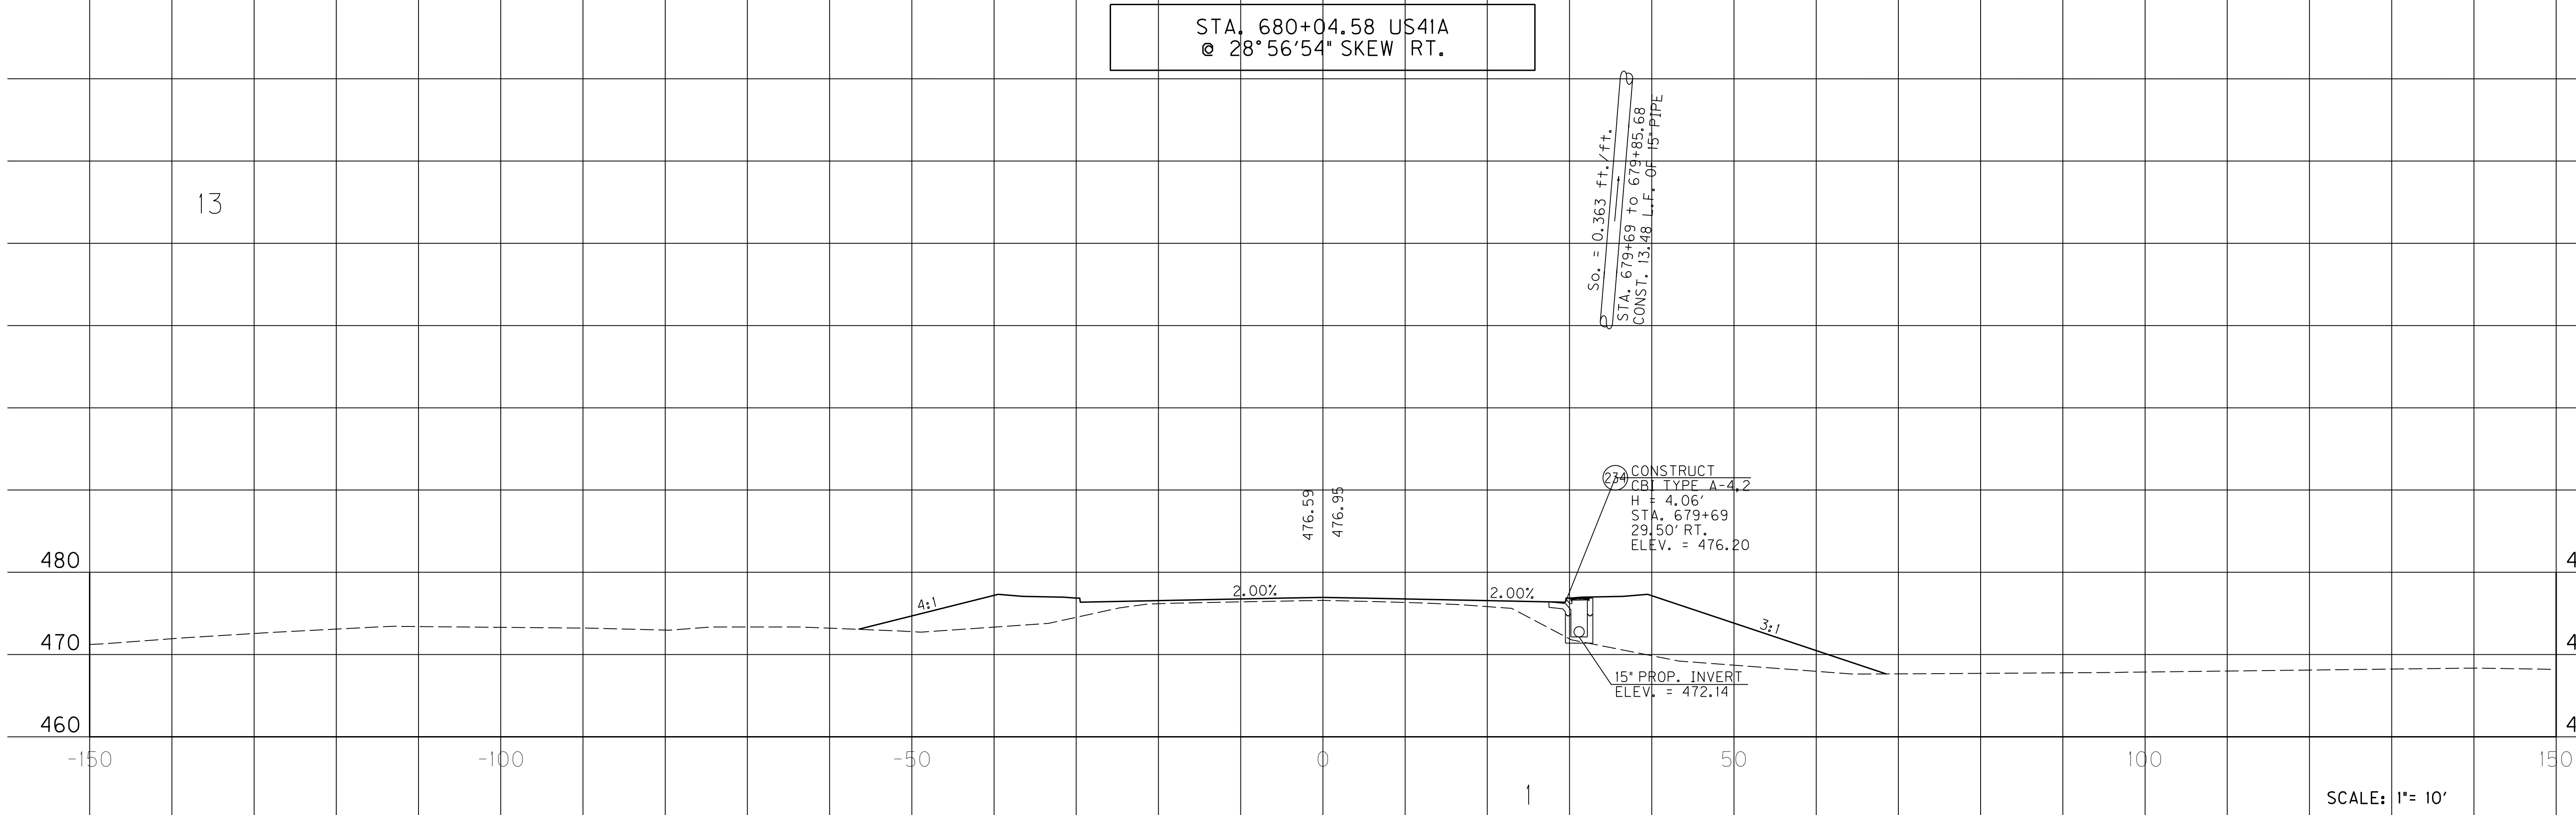 STA. 680+04.58 US41A
@ 28°56'54" SKEW RT.
So. = 0.363 ft./ft.
STA. 679+69 to 679+85.68
CONST. 13.48 L.F. OF 15" PIPE
13
476.59
476.95
234
CONSTRUCT
CBI TYPE A-4,2
H = 4.06'
STA. 679+69
29.50' RT.
ELEV. = 476.20
480
4
4:1
2.00%
2.00%
3:1
470
4
15" PROP. INVERT
ELEV. = 472.14
460
4
-150
-100
-50
0
50
100
150
1
SCALE: 1"= 10'